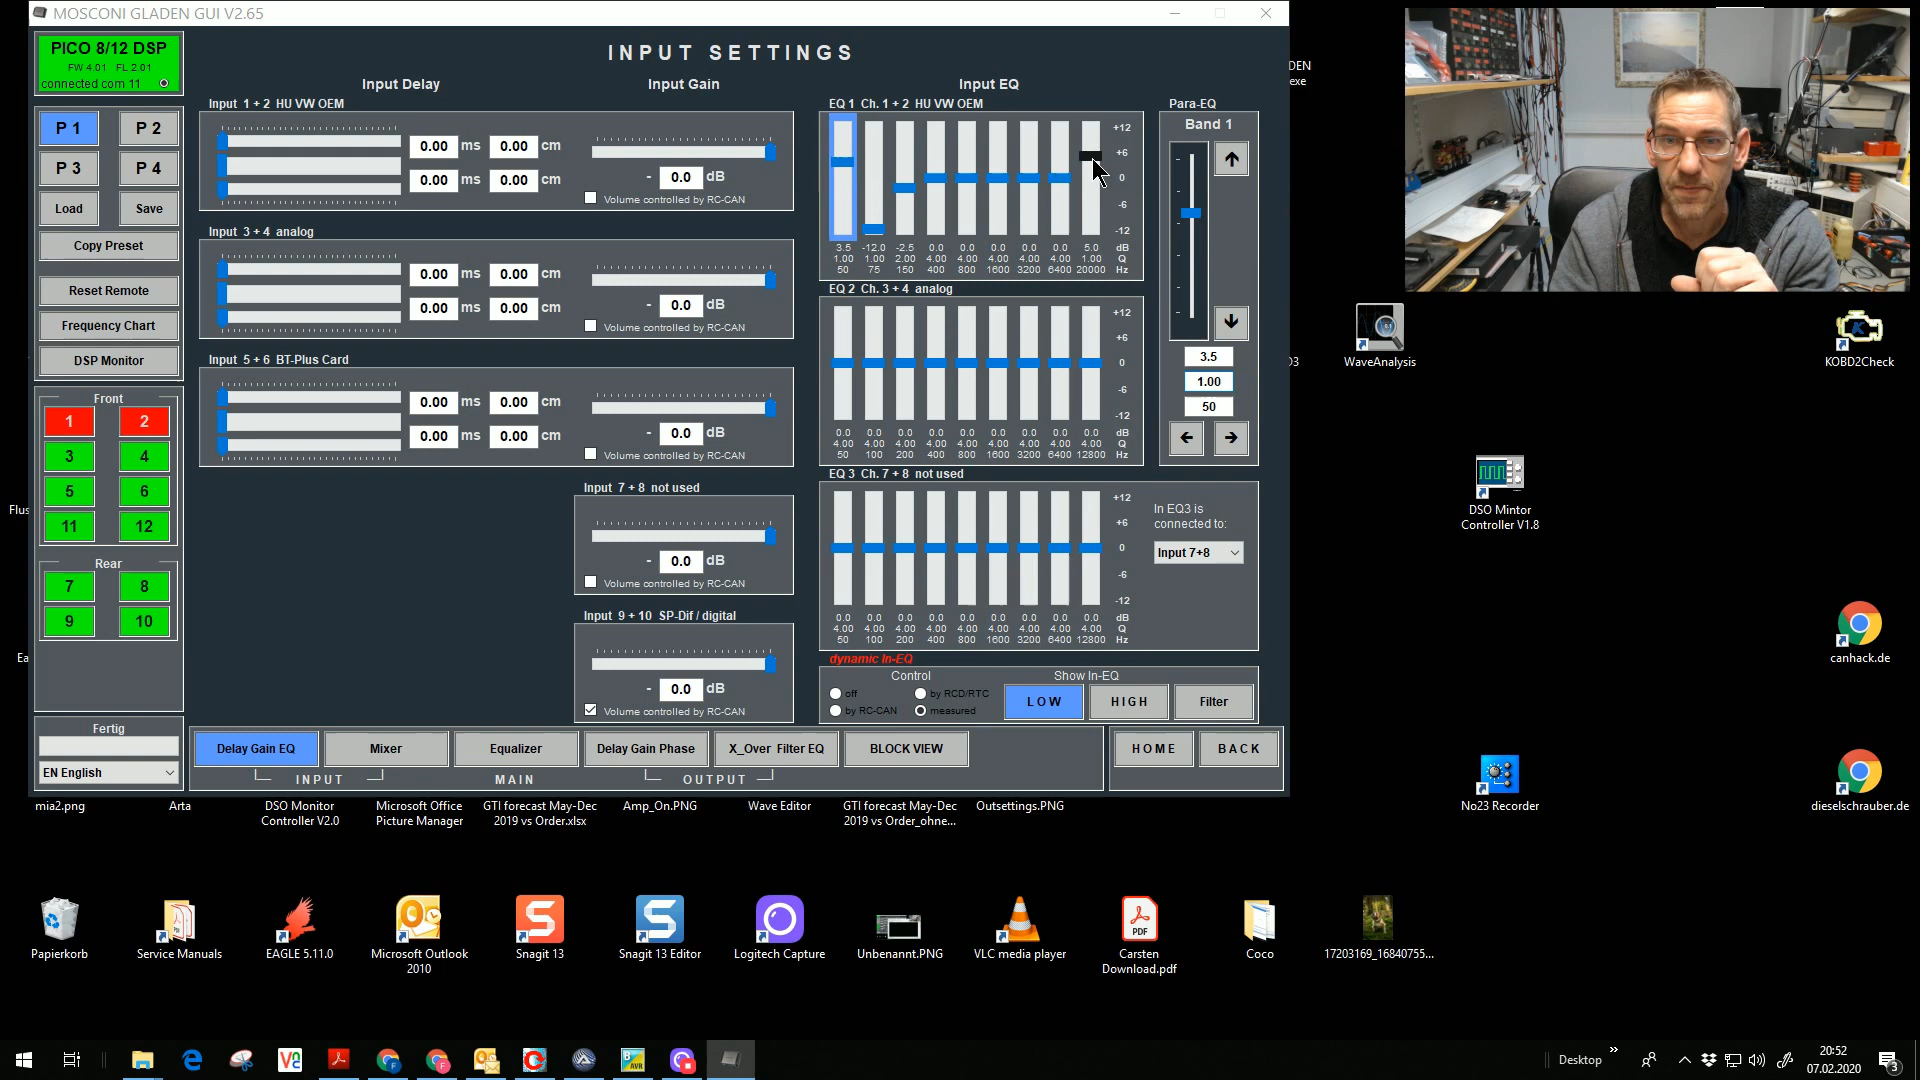 MOSCONI GLADEN GUI V2.65
PICO 8/12 DSP
FW 4.01 FL 2.01
connected com 11
P 1 P 2
P 3 P 4
Load Save
Copy Preset
Reset Remote
Frequency Chart
DSP Monitor
Front
1 2
3 4
5 6
11 12
Rear
7 8
9 10
Fertig
EN English
INPUT SETTINGS
Input Delay Input Gain Input EQ
Input 1 + 2 HU VW OEM
0.00 ms 0.00 cm
0.00 ms 0.00 cm
- 0.0 dB
Volume controlled by RC-CAN
Input 3 + 4 analog
0.00 ms 0.00 cm
0.00 ms 0.00 cm
- 0.0 dB
Volume controlled by RC-CAN
Input 5 + 6 BT-Plus Card
0.00 ms 0.00 cm
0.00 ms 0.00 cm
- 0.0 dB
Volume controlled by RC-CAN
Input 7 + 8 not used
- 0.0 dB
Volume controlled by RC-CAN
Input 9 + 10 SP-Dif / digital
- 0.0 dB
Volume controlled by RC-CAN
EQ 1 Ch. 1 + 2 HU VW OEM
+12
+6
0
-6
-12
3.5 -12.0 -2.5 0.0 0.0 0.0 0.0 0.0 5.0 dB
1.00 1.00 2.00 4.00 4.00 4.00 4.00 4.00 1.00 Q
50 75 150 400 800 1600 3200 6400 20000 Hz
EQ 2 Ch. 3 + 4 analog
+12
+6
0
-6
-12
0.0 0.0 0.0 0.0 0.0 0.0 0.0 0.0 0.0 dB
4.00 4.00 4.00 4.00 4.00 4.00 4.00 4.00 4.00 Q
50 100 200 400 800 1600 3200 6400 12800 Hz
EQ 3 Ch. 7 + 8 not used
+12
+6
0
-6
-12
0.0 0.0 0.0 0.0 0.0 0.0 0.0 0.0 0.0 dB
4.00 4.00 4.00 4.00 4.00 4.00 4.00 4.00 4.00 Q
50 100 200 400 800 1600 3200 6400 12800 Hz
Para-EQ
Band 1
3.5
1.00
50
In EQ3 is
connected to:
Input 7+8
dynamic In-EQ
Control Show In-EQ
off by RCD/RTC
by RC-CAN measured
LOW HIGH Filter
Delay Gain EQ Mixer Equalizer Delay Gain Phase X_Over Filter EQ BLOCK VIEW HOME BACK
INPUT MAIN OUTPUT
DEN
exe
03
Flus
Ea
WaveAnalysis
KOBD2Check
DSO Mintor
Controller V1.8
canhack.de
No23 Recorder
dieselschrauber.de
mia2.png
Arta
DSO Monitor
Controller V2.0
Microsoft Office
Picture Manager
GTI forecast May-Dec
2019 vs Order.xlsx
Amp_On.PNG
Wave Editor
GTI forecast May-Dec
2019 vs Order_ohne...
Outsettings.PNG
Papierkorb
Service Manuals
EAGLE 5.11.0
Microsoft Outlook
2010
Snagit 13
Snagit 13 Editor
Logitech Capture
Unbenannt.PNG
VLC media player
PDF
Carsten
Download.pdf
Coco
17203169_16840755...
Desktop
20:52
07.02.2020
3